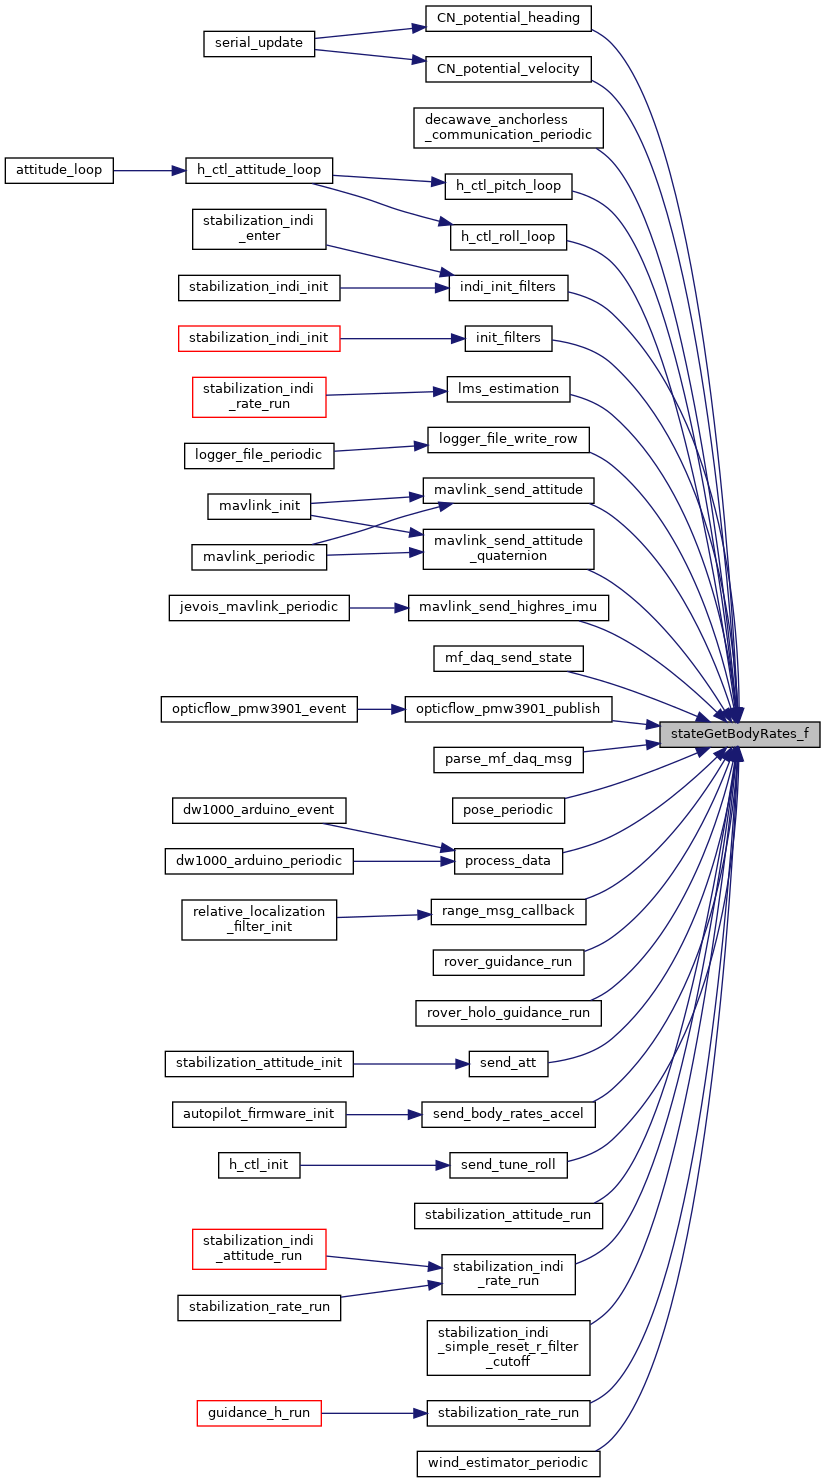 CN_potential_heading
serial_update
CN_potential_velocity
decawave_anchorless
_communication_periodic
attitude_loop
h_ctl_attitude_loop
h_ctl_pitch_loop
stabilization_indi
_enter
h_ctl_roll_loop
stabilization_indi_init
indi_init_filters
stabilization_indi_init
init_filters
stabilization_indi
_rate_run
lms_estimation
logger_file_periodic
logger_file_write_row
mavlink_send_attitude
mavlink_init
mavlink_periodic
mavlink_send_attitude
_quaternion
jevois_mavlink_periodic
mavlink_send_highres_imu
mf_daq_send_state
opticflow_pmw3901_event
opticflow_pmw3901_publish
stateGetBodyRates_f
parse_mf_daq_msg
dw1000_arduino_event
pose_periodic
dw1000_arduino_periodic
process_data
relative_localization
_filter_init
range_msg_callback
rover_guidance_run
rover_holo_guidance_run
stabilization_attitude_init
send_att
autopilot_firmware_init
send_body_rates_accel
h_ctl_init
send_tune_roll
stabilization_attitude_run
stabilization_indi
_attitude_run
stabilization_indi
_rate_run
stabilization_rate_run
stabilization_indi
_simple_reset_r_filter
_cutoff
guidance_h_run
stabilization_rate_run
wind_estimator_periodic